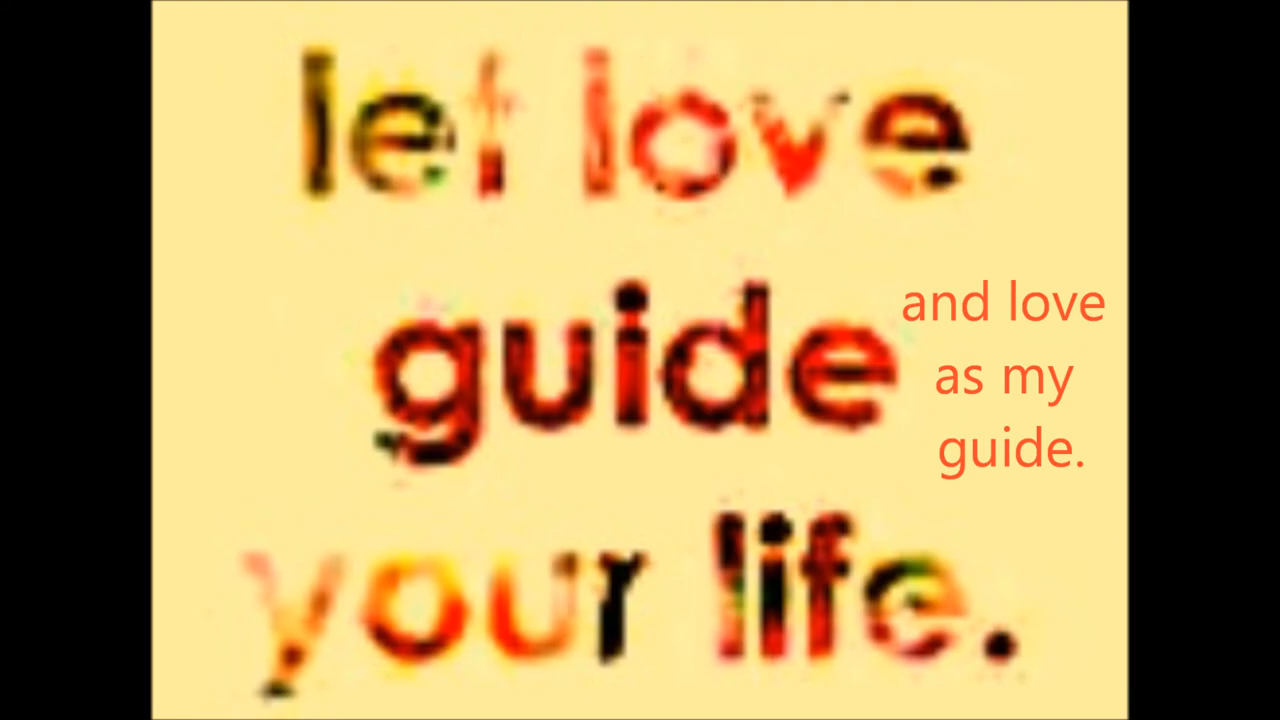 let love
guide
your life.
and love
as my
guide.